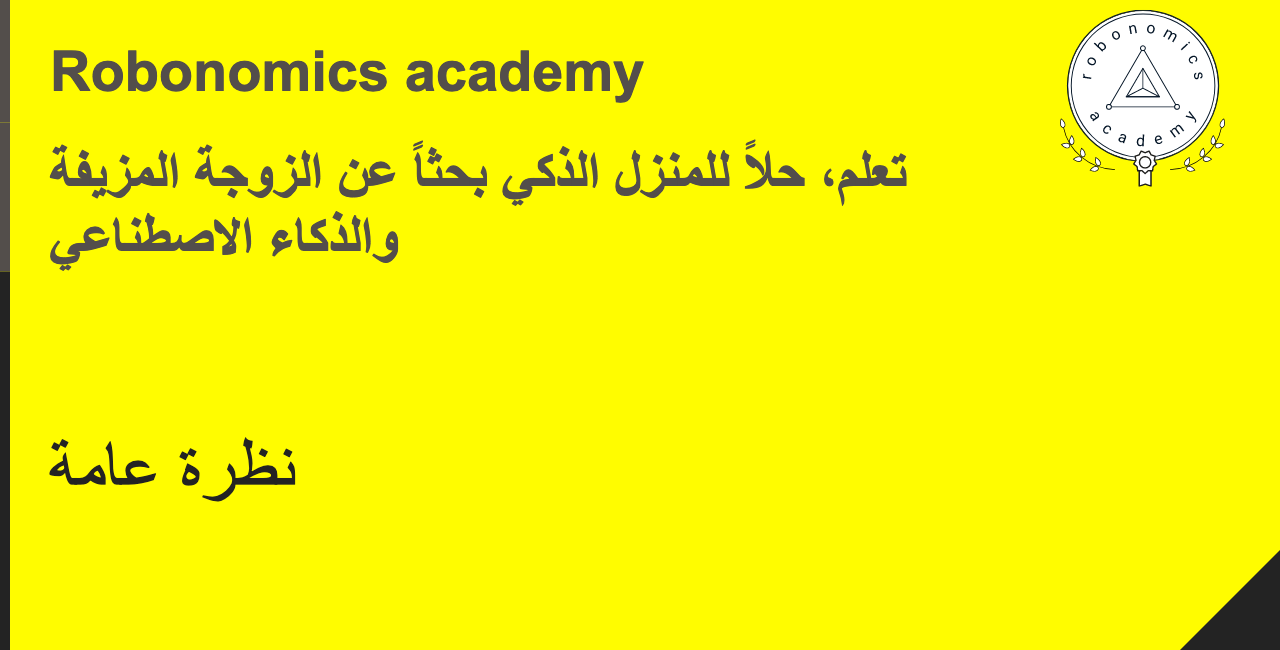 Robonomics academy
robonomics
academy
تعلم، حلاً للمنزل الذكي بحثاً عن الزوجة المزيفة
والذكاء الاصطناعي
نظرة عامة